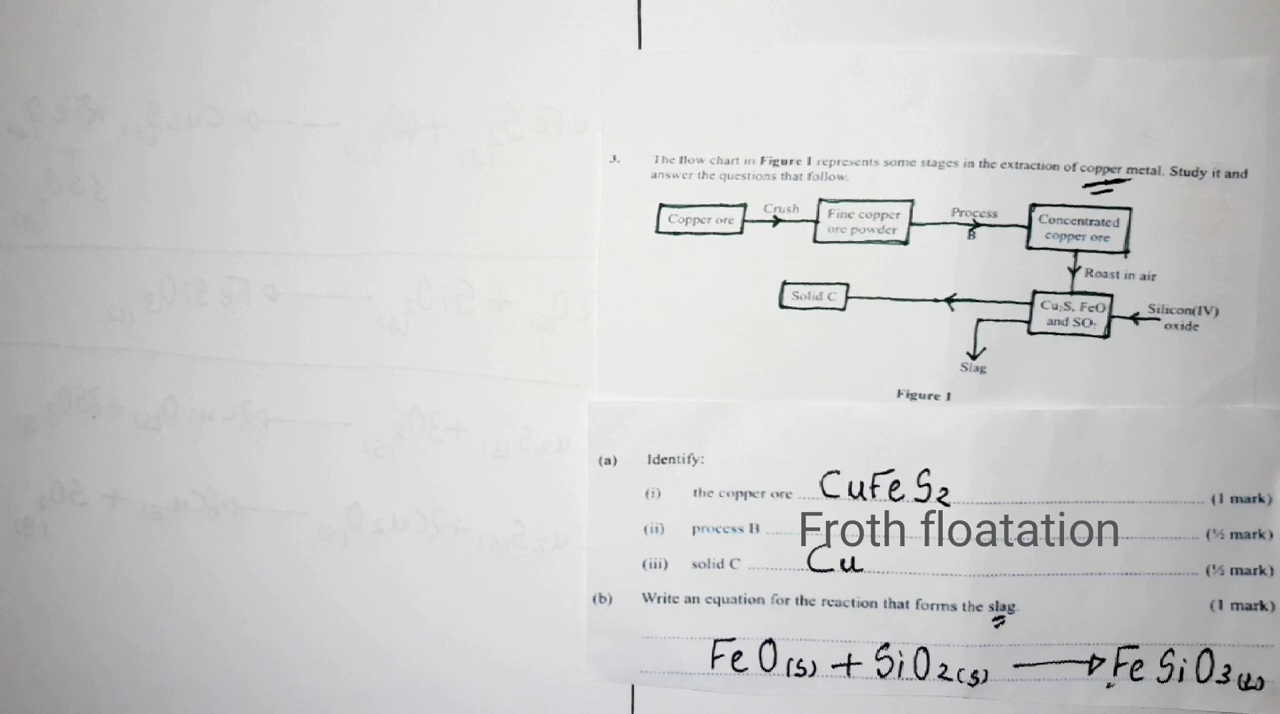 3. The flow chart in Figure 1 represents some stages in the extraction of copper metal. Study it and
answer the questions that follow.
Copper ore
Crush
Fine copper
ore powder
Process
B
Concentrated
copper ore
Roast in air
Solid C
Cu₂S, FeO
and SO₂
Silicon(IV)
oxide
Slag
Figure 1
(a) Identify:
(i) the copper ore CuFeS2 (1 mark)
(ii) process B Froth floatation (½ mark)
(iii) solid C Cu (½ mark)
(b) Write an equation for the reaction that forms the slag. (1 mark)
FeO(s) + SiO2(s) → FeSiO3(l)